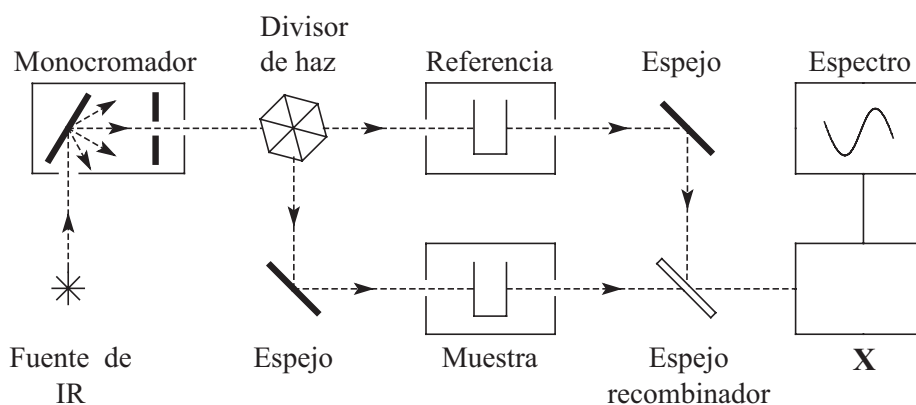 Divisor
de haz
Monocromador
Referencia
Espejo
Espectro
Fuente de
IR
Espejo
Muestra
Espejo
recombinador
X